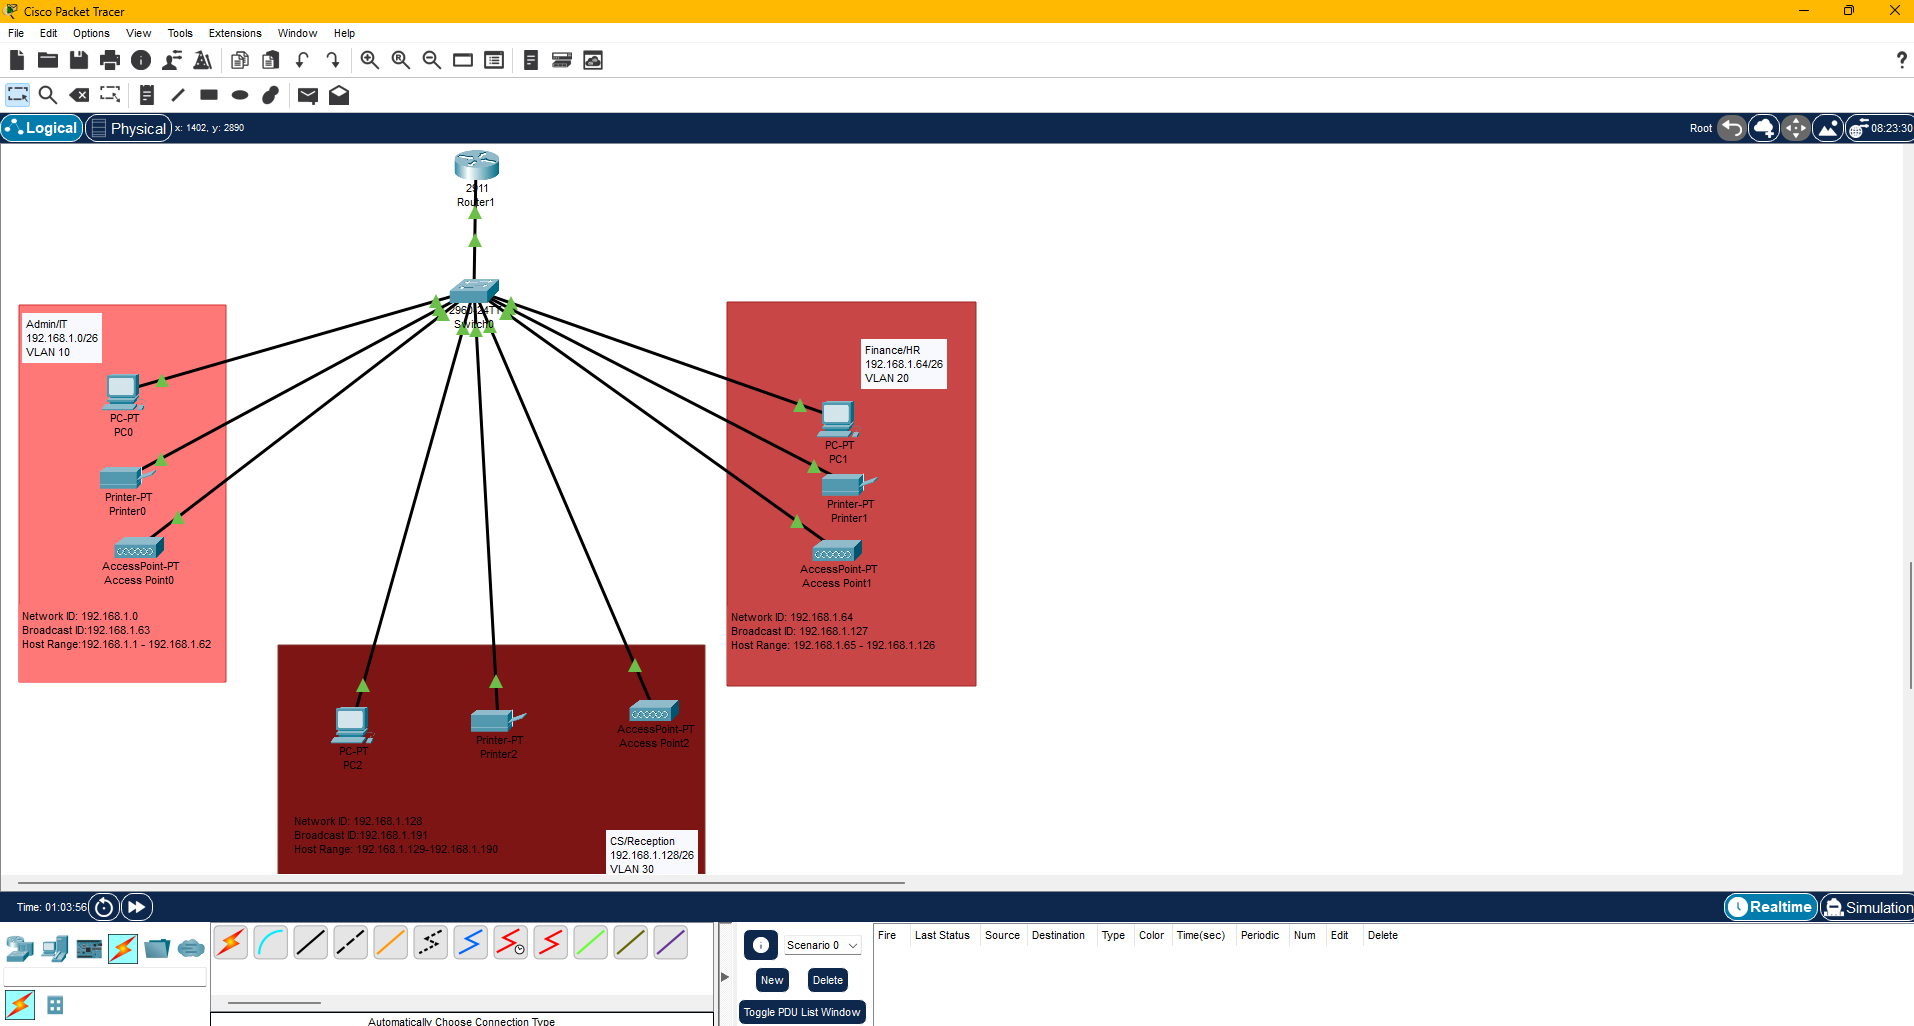 Cisco Packet Tracer
File Edit Options View Tools Extensions Window Help
?
Logical Physical x: 1402, y: 2890 Root 08:23:30
2911
Router1
2960-24TT
Switch0
Admin/IT
192.168.1.0/26
VLAN 10
PC-PT
PC0
Printer-PT
Printer0
AccessPoint-PT
Access Point0
Network ID: 192.168.1.0
Broadcast ID:192.168.1.63
Host Range:192.168.1.1 - 192.168.1.62
Finance/HR
192.168.1.64/26
VLAN 20
PC-PT
PC1
Printer-PT
Printer1
AccessPoint-PT
Access Point1
Network ID: 192.168.1.64
Broadcast ID: 192.168.1.127
Host Range: 192.168.1.65 - 192.168.1.126
PC-PT
PC2
Printer-PT
Printer2
AccessPoint-PT
Access Point2
Network ID: 192.168.1.128
Broadcast ID:192.168.1.191
Host Range: 192.168.1.129-192.168.1.190
CS/Reception
192.168.1.128/26
VLAN 30
Time: 01:03:56 Realtime Simulation
Scenario 0
New Delete
Toggle PDU List Window
Fire Last Status Source Destination Type Color Time(sec) Periodic Num Edit Delete
Automatically Choose Connection Type